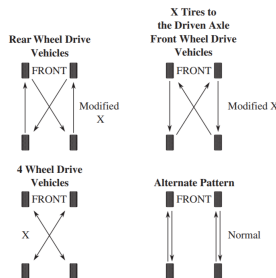 Rear Wheel Drive
Vehicles
FRONT
Modified
X
X Tires to
the Driven Axle
Front Wheel Drive
Vehicles
FRONT
Modified X
4 Wheel Drive
Vehicles
FRONT
X
Alternate Pattern
FRONT
Normal